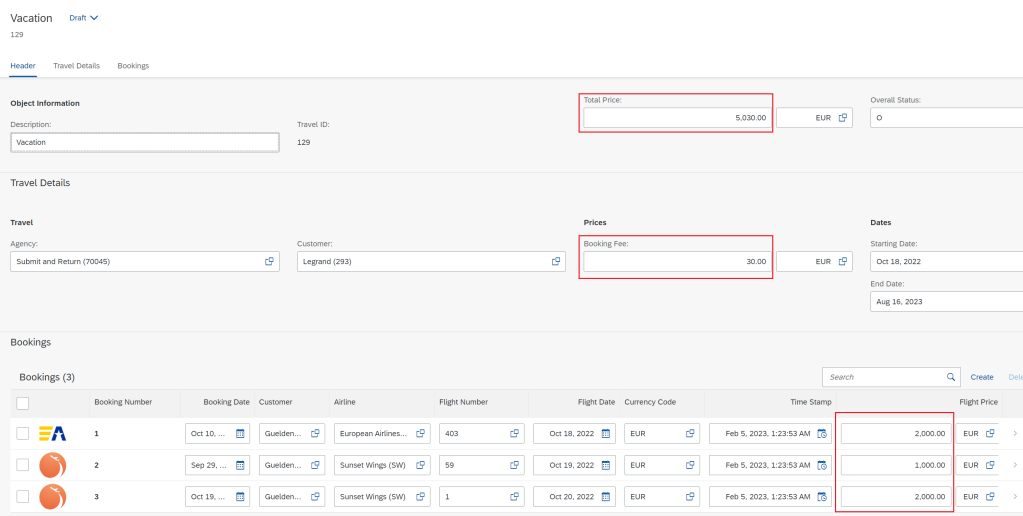 Vacation Draft
129
Header Travel Details Bookings
Object Information
Total Price: Overall Status:
5,030.00 EUR O
Description: Travel ID:
Vacation 129
Travel Details
Travel Prices Dates
Agency: Customer: Booking Fee: Starting Date:
Submit and Return (70045) Legrand (293) 30.00 EUR Oct 18, 2022
End Date:
Aug 16, 2023
Bookings
Bookings (3) Search Create Dele
Booking Number Booking Date Customer Airline Flight Number Flight Date Currency Code Time Stamp Flight Price
EA 1 Oct 10, ... Guelden... European Airlines... 403 Oct 18, 2022 EUR Feb 5, 2023, 1:23:53 AM 2,000.00 EUR
2 Sep 29, ... Guelden... Sunset Wings (SW) 59 Oct 19, 2022 EUR Feb 5, 2023, 1:23:53 AM 1,000.00 EUR
3 Oct 19, ... Guelden... Sunset Wings (SW) 1 Oct 20, 2022 EUR Feb 5, 2023, 1:23:53 AM 2,000.00 EUR